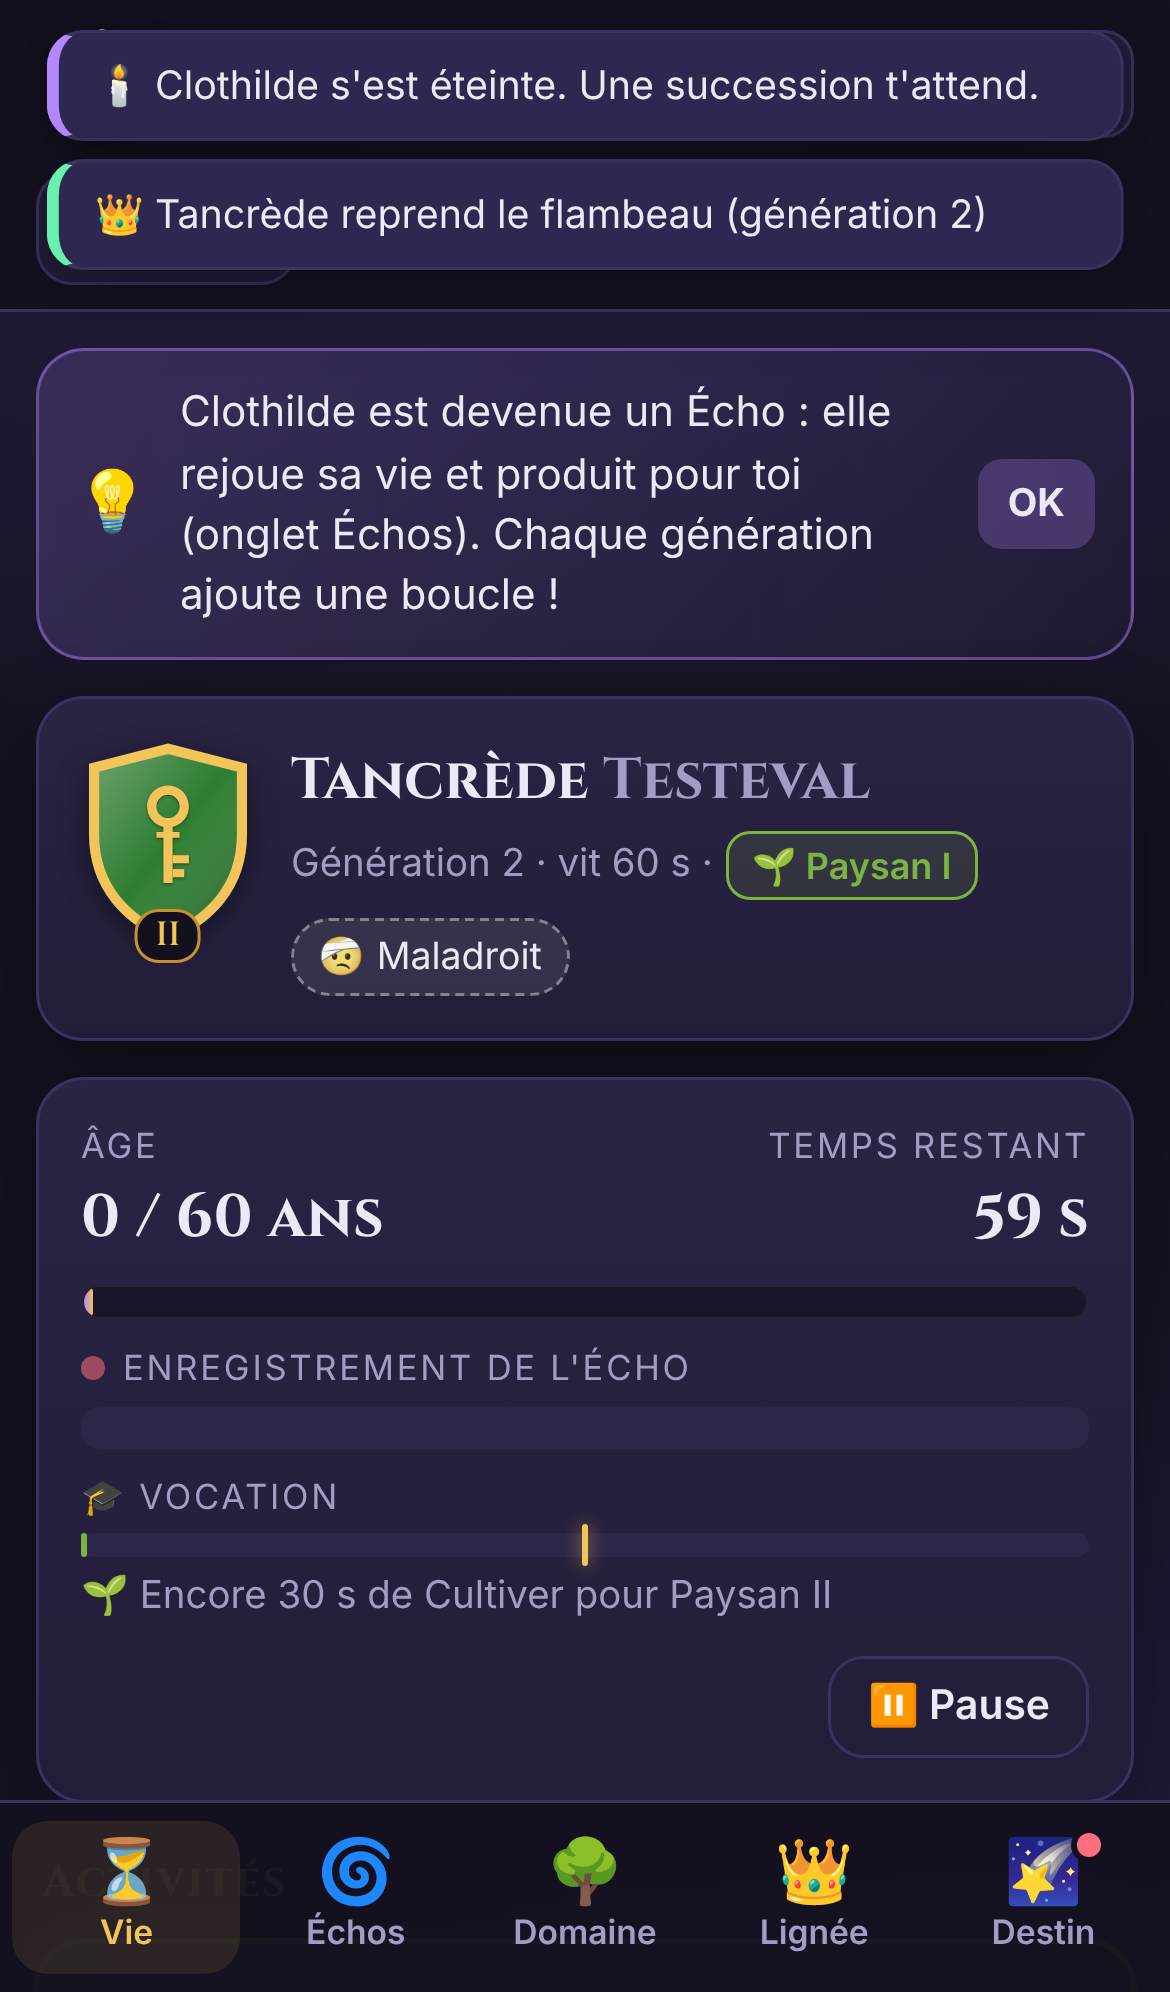 Clothilde s'est éteinte. Une succession t'attend.
Tancrède reprend le flambeau (génération 2)
Clothilde est devenue un Écho : elle
rejoue sa vie et produit pour toi
(onglet Échos). Chaque génération
ajoute une boucle !
OK
II
Tancrède Testeval
Génération 2 · vit 60 s ·
Paysan I
Maladroit
ÂGE
TEMPS RESTANT
0 / 60 ans
59 s
ENREGISTREMENT DE L'ÉCHO
VOCATION
Encore 30 s de Cultiver pour Paysan II
Pause
Activités
Vie
Échos
Domaine
Lignée
Destin